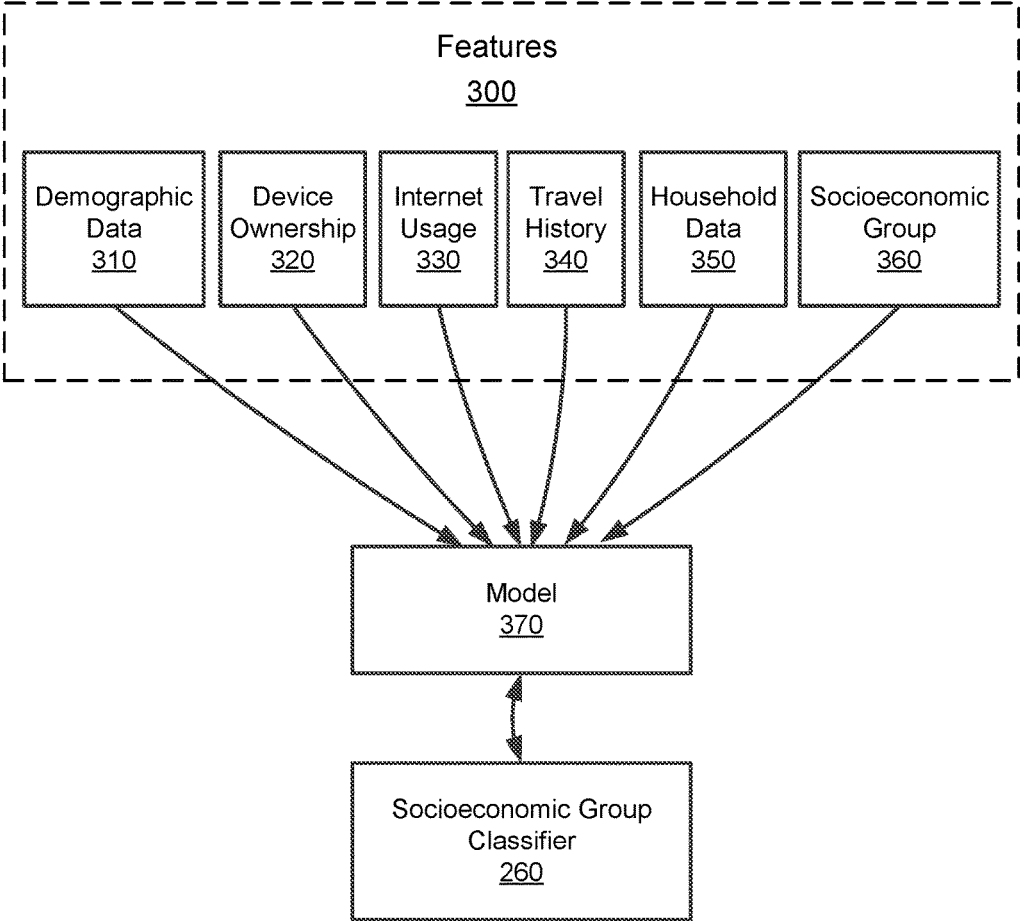 Features
300
Demographic
Data
310
Device
Ownership
320
Internet
Usage
330
Travel
History
340
Household
Data
350
Socioeconomic
Group
360
Model
370
Socioeconomic Group
Classifier
260